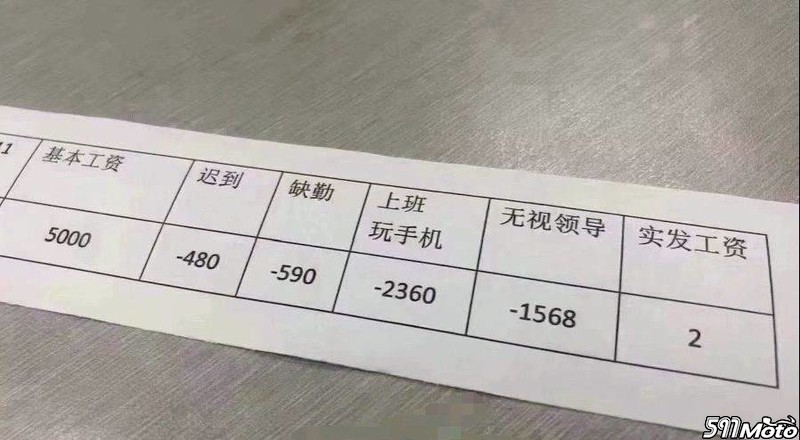 11 基本工资 迟到 缺勤 上班 玩手机 无视领导 实发工资
5000 -480 -590 -2360 -1568 2
591Moto